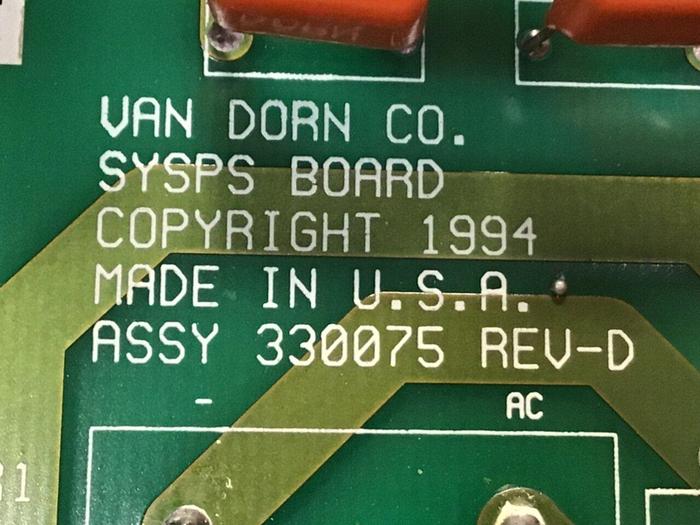 VAN DORN CO.
SYSPS BOARD
COPYRIGHT 1994
MADE IN U.S.A.
ASSY 330075 REV-D
- AC